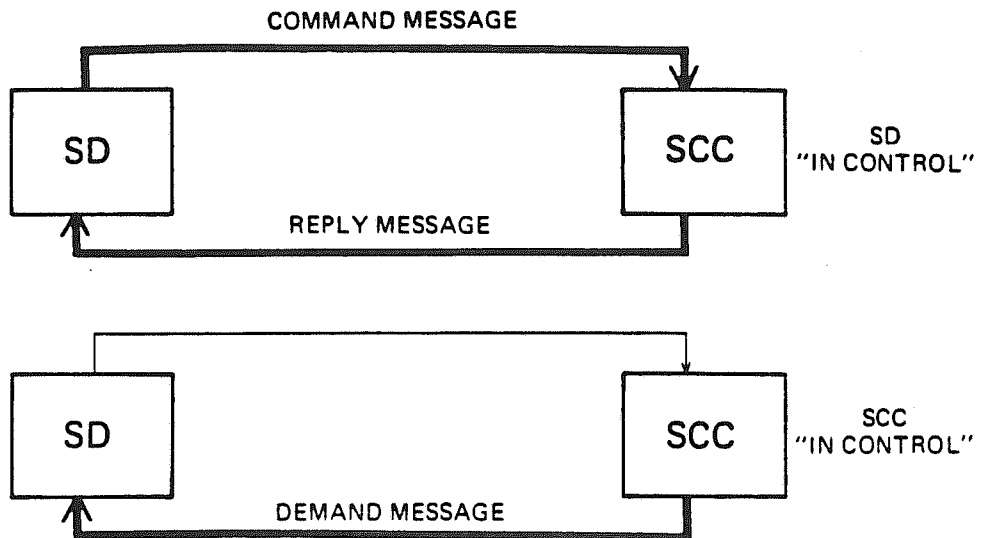 COMMAND MESSAGE
SD
SCC
SD
"IN CONTROL"
REPLY MESSAGE
SD
SCC
SCC
"IN CONTROL"
DEMAND MESSAGE